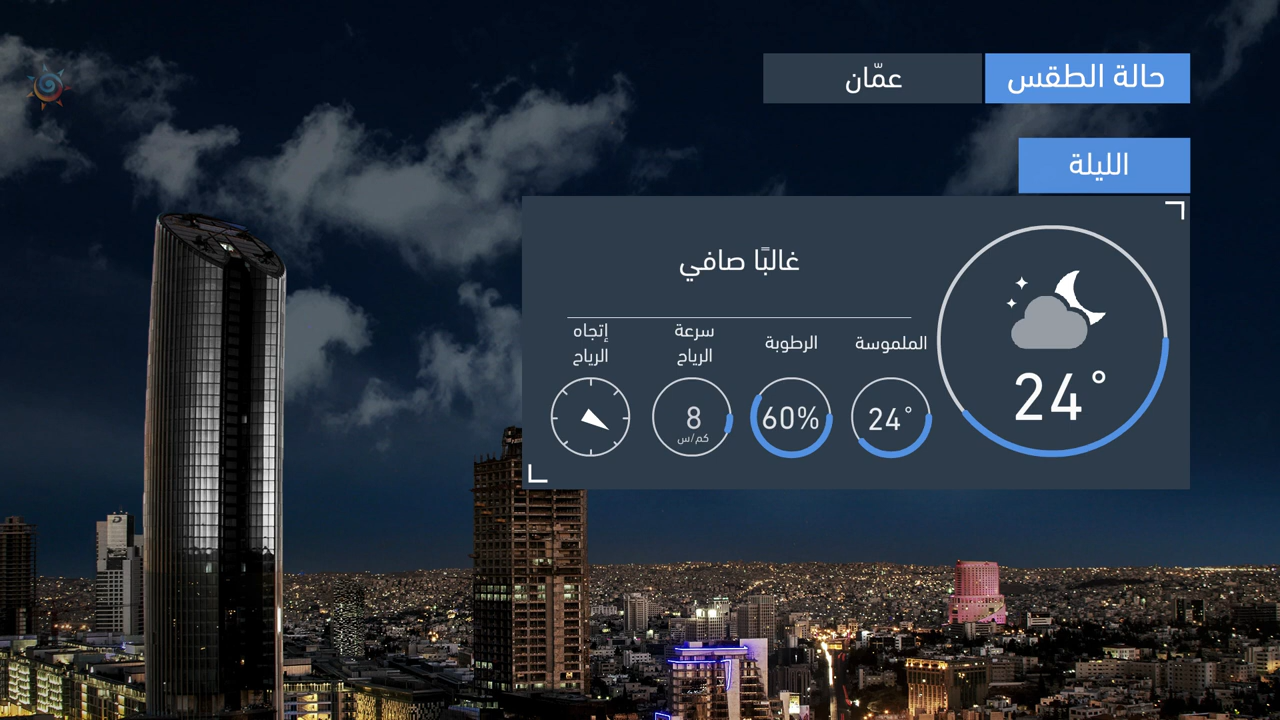 حالة الطقس
عمّان
الليلة
غالبًا صافي
24°
الملموسة
24°
الرطوبة
60%
سرعة
الرياح
8
كم/س
إتجاه
الرياح